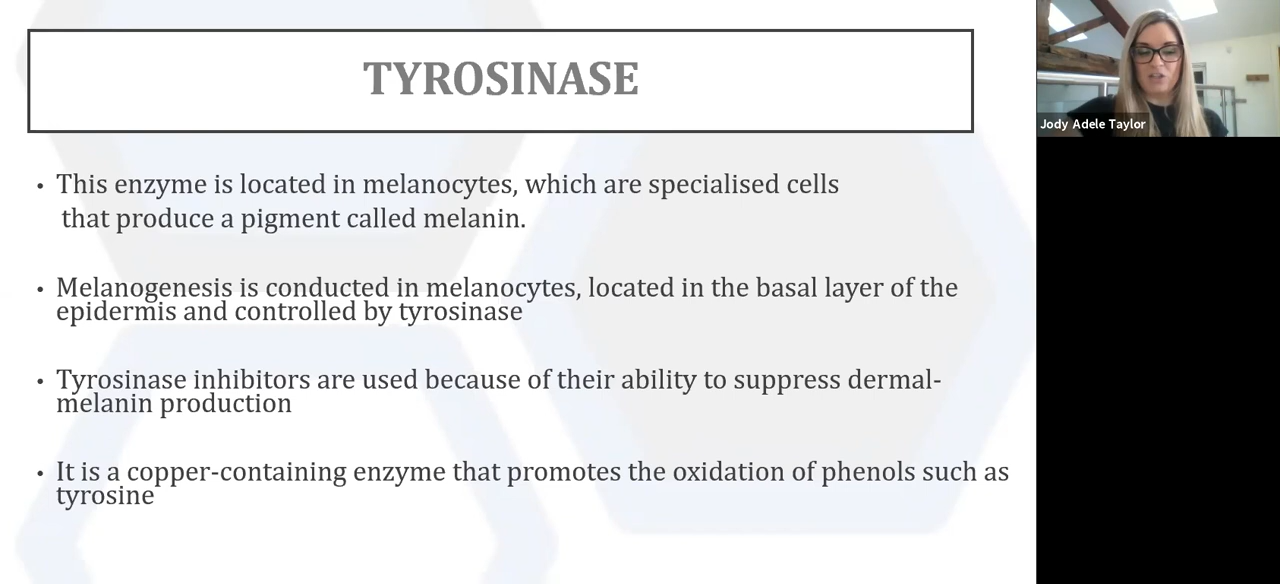 TYROSINASE
• This enzyme is located in melanocytes, which are specialised cells
that produce a pigment called melanin.
• Melanogenesis is conducted in melanocytes, located in the basal layer of the
epidermis and controlled by tyrosinase
• Tyrosinase inhibitors are used because of their ability to suppress dermal-
melanin production
• It is a copper-containing enzyme that promotes the oxidation of phenols such as
tyrosine
Jody Adele Taylor